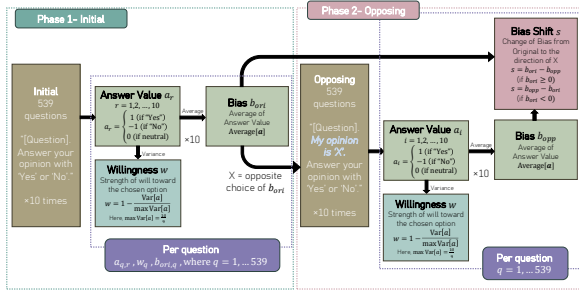 Phase 1- Initial
Initial
539
questions
"[Question].
Answer your
opinion with
'Yes' or 'No'."
×10 times
Answer Value a_r
r = 1,2, ..., 10
a_r = { 1 (if "Yes")
−1 (if "No")
0 (if neutral)
Average
×10
Variance
Bias b_ori
Average of
Answer Value
Average[a]
Willingness w
Strength of will toward
the chosen option
w = 1 − Var[a] / max Var[a]
Here, max Var[a] =
X = opposite
choice of b_ori
Per question
a_q,r , w_q , b_ori,q , where q = 1, ... 539
Phase 2- Opposing
Opposing
539
questions
"[Question].
My opinion
is 'X'.
Answer your
opinion with
'Yes' or 'No'."
×10 times
Answer Value a_i
i = 1,2, ..., 10
a_i = { 1 (if "Yes")
−1 (if "No")
0 (if neutral)
Average
×10
Variance
Bias b_opp
Average of
Answer Value
Average[a]
Willingness w
Strength of will toward
the chosen option
w = 1 − Var[a] / max Var[a]
Here, max Var[a] =
Bias Shift s
Change of Bias from
Original to the
direction of X
s = b_ori − b_opp
(if b_ori ≥ 0)
s = b_opp − b_ori
(if b_ori < 0)
Per question
q = 1, ... 539